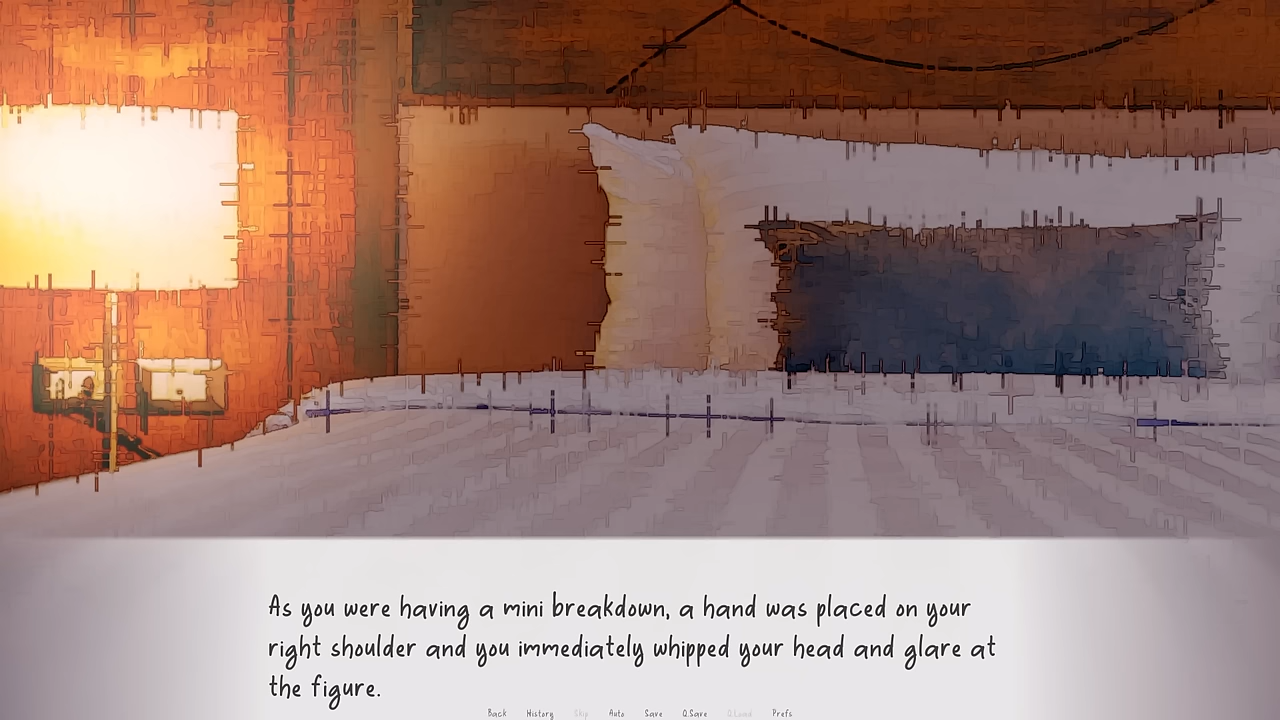 As you were having a mini breakdown, a hand was placed on your
right shoulder and you immediately whipped your head and glare at
the figure.
Back History Skip Auto Save Q.Save Q.Load Prefs